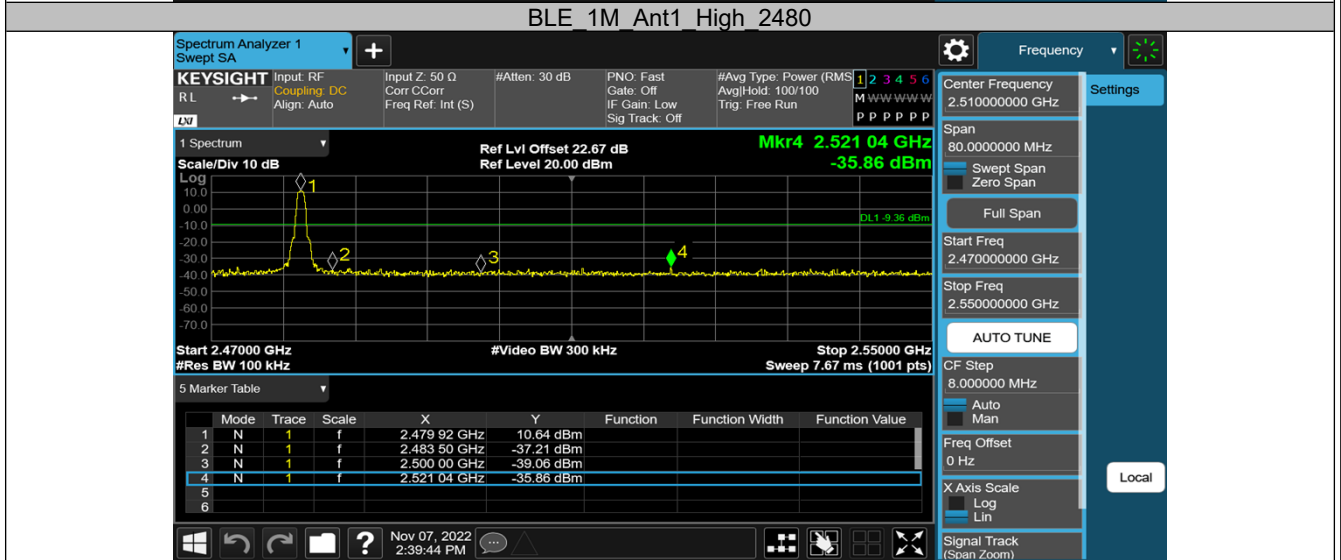 BLE_1M_Ant1_High_2480
Spectrum Analyzer 1
Swept SA
Frequency
KEYSIGHT
RL
LXI
Input: RF
Coupling: DC
Align: Auto
Input Z: 50 Ω
Corr CCorr
Freq Ref: Int (S)
#Atten: 30 dB
PNO: Fast
Gate: Off
IF Gain: Low
Sig Track: Off
#Avg Type: Power (RMS
Avg|Hold: 100/100
Trig: Free Run
1 2 3 4 5 6
M W W W W W
P P P P P P
1 Spectrum
Scale/Div 10 dB
Ref Lvl Offset 22.67 dB
Ref Level 20.00 dBm
Mkr4 2.521 04 GHz
-35.86 dBm
Log
10.0
0.00
-10.0
-20.0
-30.0
-40.0
-50.0
-60.0
-70.0
1
2
3
4
DL1 -9.36 dBm
Start 2.47000 GHz
#Video BW 300 kHz
Stop 2.55000 GHz
#Res BW 100 kHz
Sweep 7.67 ms (1001 pts)
5 Marker Table
Mode Trace Scale X Y Function Function Width Function Value
1 N 1 f 2.479 92 GHz 10.64 dBm
2 N 1 f 2.483 50 GHz -37.21 dBm
3 N 1 f 2.500 00 GHz -39.06 dBm
4 N 1 f 2.521 04 GHz -35.86 dBm
5
6
?
Nov 07, 2022
2:39:44 PM
Center Frequency
2.510000000 GHz
Settings
Span
80.0000000 MHz
Swept Span
Zero Span
Full Span
Start Freq
2.470000000 GHz
Stop Freq
2.550000000 GHz
AUTO TUNE
CF Step
8.000000 MHz
Auto
Man
Freq Offset
0 Hz
Local
X Axis Scale
Log
Lin
Signal Track
(Span Zoom)